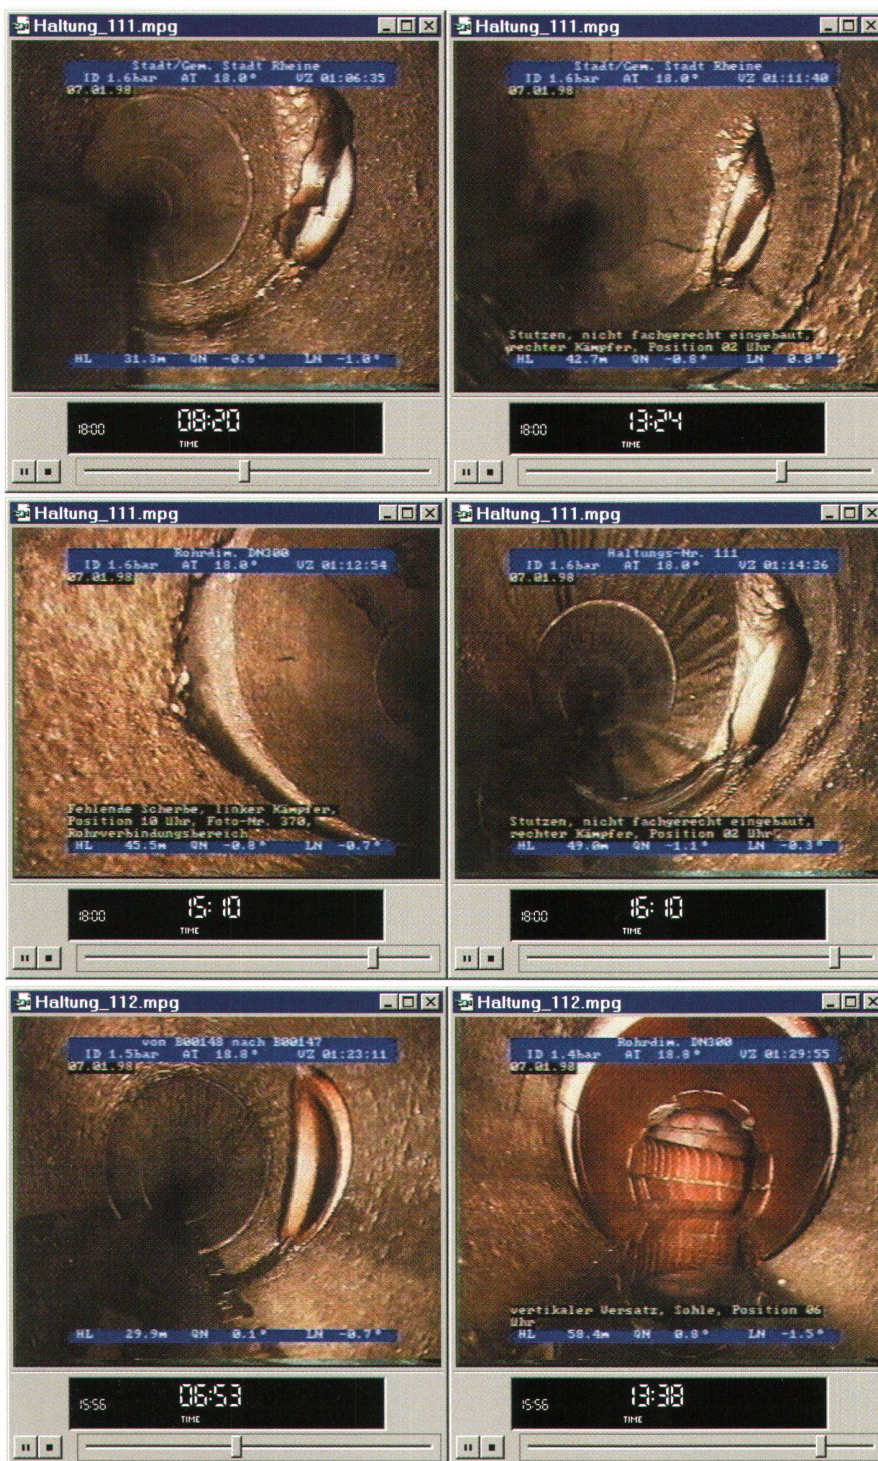 Haltung_111.mpg
Stadt/Gem. Stadt Rheine
ID 1.6bar AT 18.0° VZ 01:06:35
07.01.98
HL 31.3m QN -0.6° LN -1.0°
18:00
08:20
TIME
Haltung_111.mpg
Stadt/Gem. Stadt Rheine
ID 1.6bar AT 18.0° VZ 01:11:40
07.01.98
Stutzen, nicht fachgerecht eingebaut,
rechter Kämpfer, Position 02 Uhr
HL 42.7m QN -0.8° LN 0.0°
18:00
13:24
TIME
Haltung_111.mpg
Rohrdim. DN300
ID 1.6bar AT 18.0° VZ 01:12:54
07.01.98
Fehlende Scherbe, linker Kämpfer,
Position 10 Uhr, Foto-Nr. 370,
Rohrverbindungsbereich
HL 45.5m QN -0.8° LN -0.7°
18:00
15:10
TIME
Haltung_111.mpg
Haltungs-Nr. 111
ID 1.6bar AT 18.0° VZ 01:14:26
07.01.98
Stutzen, nicht fachgerecht eingebaut,
rechter Kämpfer, Position 02 Uhr
HL 49.0m QN -1.1° LN -0.3°
18:00
16:10
TIME
Haltung_112.mpg
von B00148 nach B00147
ID 1.5bar AT 18.8° VZ 01:23:11
07.01.98
HL 29.9m QN 0.1° LN -0.7°
15:56
06:53
TIME
Haltung_112.mpg
Rohrdim. DN300
ID 1.4bar AT 18.8° VZ 01:29:55
07.01.98
vertikaler Versatz, Sohle, Position 06
Uhr
HL 58.4m QN 0.8° LN -1.5°
15:56
13:38
TIME